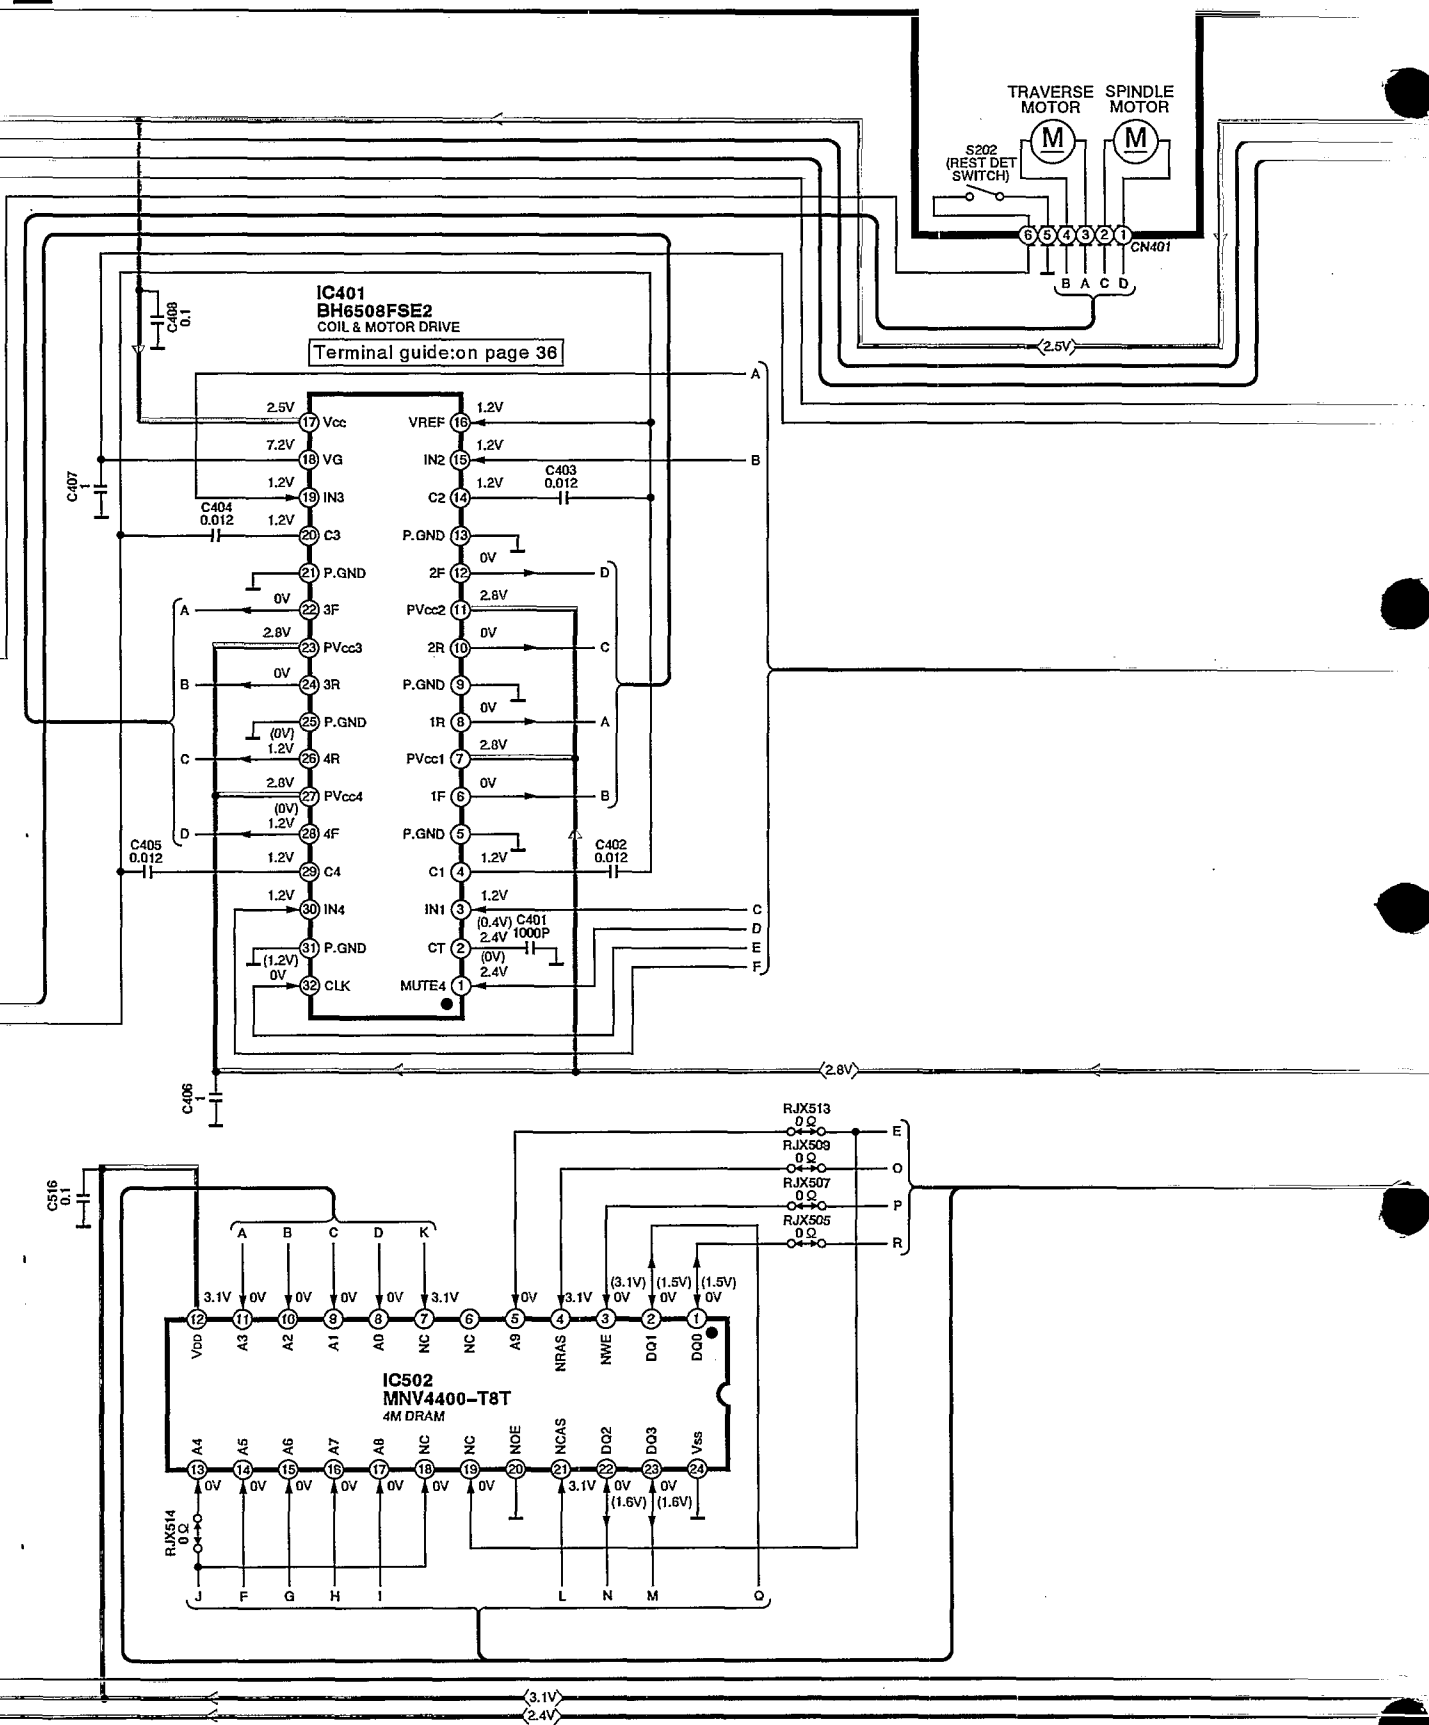 TRAVERSE MOTOR
SPINDLE MOTOR
M
M
S202
(REST DET SWITCH)
6 5 4 3 2 1
CN401
B A C D
(2.5V)
C408
0.1
IC401
BH6508FSE2
COIL & MOTOR DRIVE
Terminal guide:on page 36
A
2.5V 17 Vcc
VREF 16 1.2V
7.2V 18 VG
IN2 15 1.2V
B
C407
1
1.2V 19 IN3
C2 14 1.2V
C403
0.012
C404
0.012
1.2V 20 C3
P.GND 13
21 P.GND
2F 12 0V
D
A
0V 22 3F
PVcc2 11 2.8V
2.8V 23 PVcc3
2R 10 0V
C
B
0V 24 3R
P.GND 9
25 P.GND
1R 8 0V
A
C
(0V)
1.2V 26 4R
PVcc1 7 2.8V
2.8V 27 PVcc4
1F 6 0V
B
D
(0V)
1.2V 28 4F
P.GND 5
C405
0.012
1.2V 29 C4
C1 4 1.2V
C402
0.012
1.2V 30 IN4
IN1 3 1.2V
C
31 P.GND
CT 2 (0.4V)
2.4V
C401
1000P
D
E
F
(1.2V)
0V 32 CLK
MUTE4 1 (0V)
2.4V
(2.8V)
C406
1
RJX513
0 Ω
E
RJX509
0 Ω
O
RJX507
0 Ω
P
RJX505
0 Ω
R
C516
0.1
A B C D K
(3.1V) (1.5V) (1.5V)
3.1V 0V 0V 0V 0V 3.1V 0V 3.1V 0V 0V 0V
12 11 10 9 8 7 6 5 4 3 2 1
VDD A3 A2 A1 A0 NC NC A9 NRAS NWE DQ1 DQ0
IC502
MNV4400-T8T
4M DRAM
A4 A5 A6 A7 A8 NC NC NOE NCAS DQ2 DQ3 Vss
13 14 15 16 17 18 19 20 21 22 23 24
0V 0V 0V 0V 0V 0V 0V 3.1V 0V 0V
(1.6V) (1.6V)
RJX514
0 Ω
J F G H I L N M Q
(3.1V)
(2.4V)